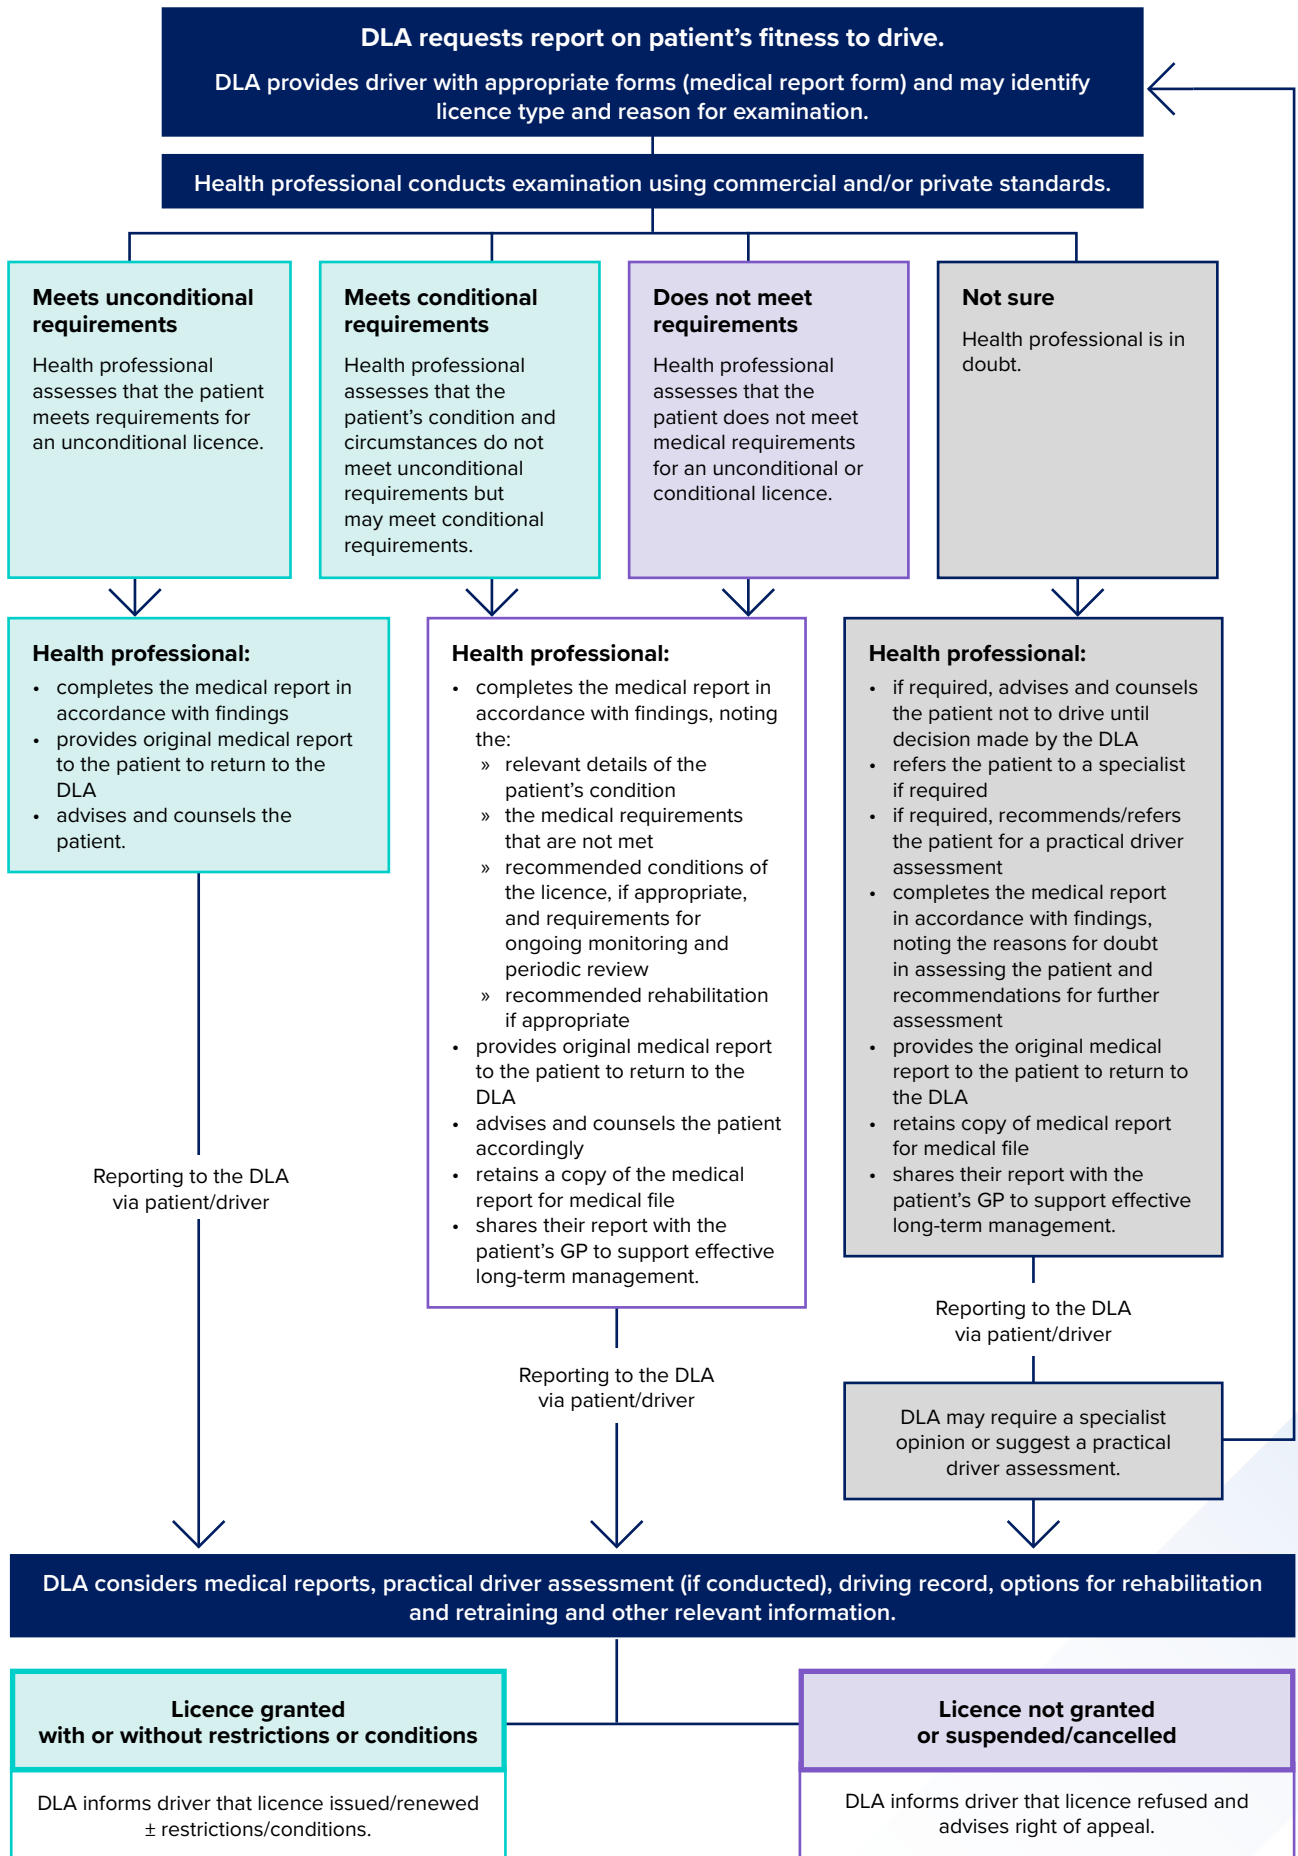 DLA requests report on patient's fitness to drive.
DLA provides driver with appropriate forms (medical report form) and may identify
licence type and reason for examination.
Health professional conducts examination using commercial and/or private standards.
Meets unconditional
requirements
Health professional
assesses that the patient
meets requirements for
an unconditional licence.
Meets conditional
requirements
Health professional
assesses that the
patient's condition and
circumstances do not
meet unconditional
requirements but
may meet conditional
requirements.
Does not meet
requirements
Health professional
assesses that the
patient does not meet
medical requirements
for an unconditional or
conditional licence.
Not sure
Health professional is in
doubt.
Health professional:
• completes the medical report in
accordance with findings
• provides original medical report
to the patient to return to the
DLA
• advises and counsels the
patient.
Health professional:
• completes the medical report in
accordance with findings, noting
the:
» relevant details of the
patient's condition
» the medical requirements
that are not met
» recommended conditions of
the licence, if appropriate,
and requirements for
ongoing monitoring and
periodic review
» recommended rehabilitation
if appropriate
• provides original medical report
to the patient to return to the
DLA
• advises and counsels the patient
accordingly
• retains a copy of the medical
report for medical file
• shares their report with the
patient's GP to support effective
long-term management.
Health professional:
• if required, advises and counsels
the patient not to drive until
decision made by the DLA
• refers the patient to a specialist
if required
• if required, recommends/refers
the patient for a practical driver
assessment
• completes the medical report
in accordance with findings,
noting the reasons for doubt
in assessing the patient and
recommendations for further
assessment
• provides the original medical
report to the patient to return to
the DLA
• retains copy of medical report
for medical file
• shares their report with the
patient's GP to support effective
long-term management.
Reporting to the DLA
via patient/driver
Reporting to the DLA
via patient/driver
Reporting to the DLA
via patient/driver
DLA may require a specialist
opinion or suggest a practical
driver assessment.
DLA considers medical reports, practical driver assessment (if conducted), driving record, options for rehabilitation
and retraining and other relevant information.
Licence granted
with or without restrictions or conditions
DLA informs driver that licence issued/renewed
± restrictions/conditions.
Licence not granted
or suspended/cancelled
DLA informs driver that licence refused and
advises right of appeal.